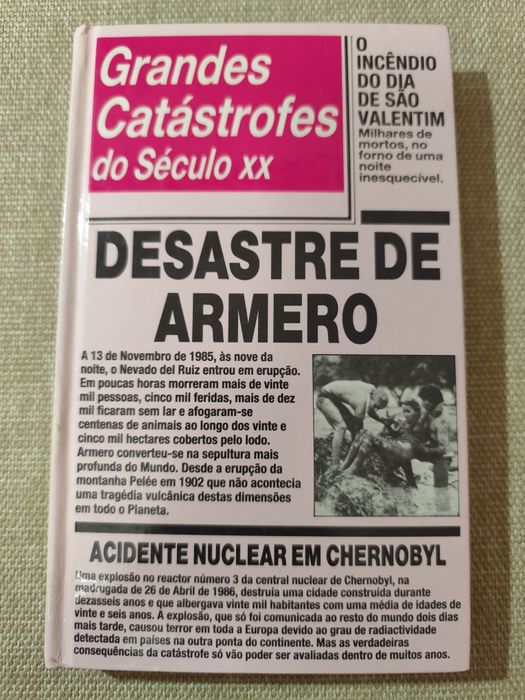 Grandes
Catástrofes
do Século XX
O
INCÊNDIO
DO DIA
DE SÃO
VALENTIM
Milhares de
mortos, no
forno de uma
noite
inesquecível.
DESASTRE DE
ARMERO
A 13 de Novembro de 1985, às nove da
noite, o Nevado del Ruiz entrou em erupção.
Em poucas horas morreram mais de vinte
mil pessoas, cinco mil feridas, mais de dez
mil ficaram sem lar e afogaram-se
centenas de animais ao longo dos vinte e
cinco mil hectares cobertos pelo lodo.
Armero converteu-se na sepultura mais
profunda do Mundo. Desde a erupção da
montanha Pelée em 1902 que não acontecia
uma tragédia vulcânica destas dimensões
em todo o Planeta.
ACIDENTE NUCLEAR EM CHERNOBYL
Uma explosão no reactor número 3 da central nuclear de Chernobyl, na
madrugada de 26 de Abril de 1986, destruía uma cidade construída durante
dezasseis anos e que albergava vinte mil habitantes com uma média de idades de
vinte e seis anos. A explosão, que só foi comunicada ao resto do mundo dois dias
mais tarde, causou terror em toda a Europa devido ao grau de radioactividade
detectada em países na outra ponta do continente. Mas as verdadeiras
consequências da catástrofe só vão poder ser avaliadas dentro de muitos anos.